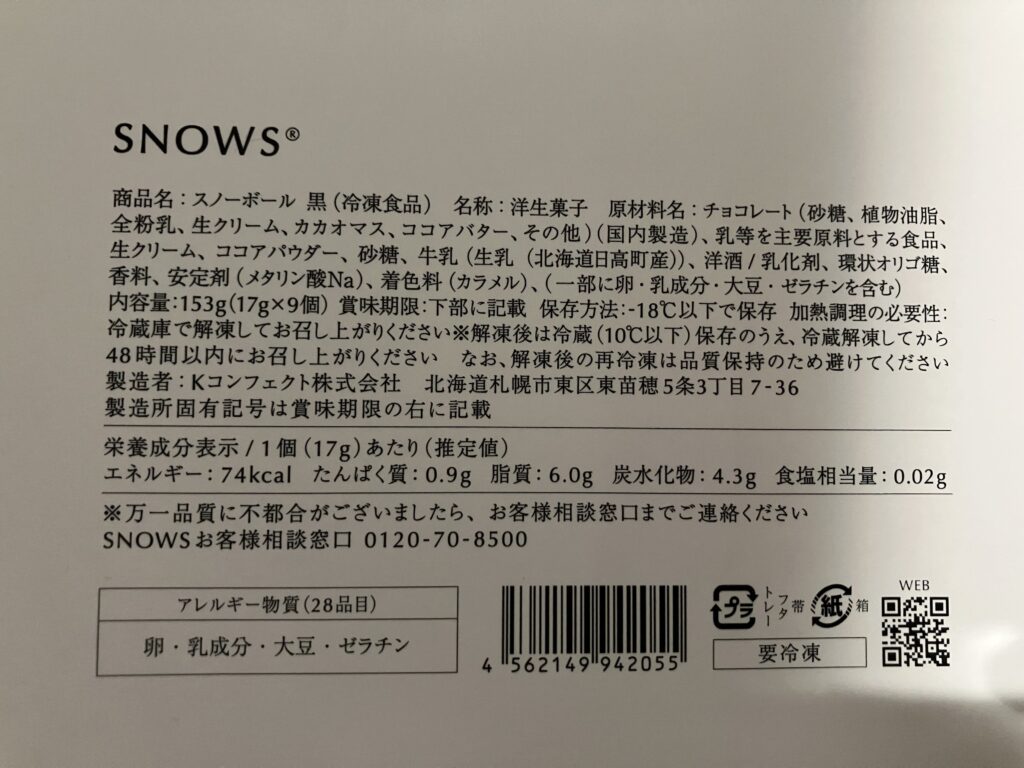 SNOWS®
商品名：スノーボール 黒（冷凍食品） 名称：洋生菓子 原材料名：チョコレート（砂糖、植物油脂、
全粉乳、生クリーム、カカオマス、ココアバター、その他）（国内製造）、乳等を主要原料とする食品、
生クリーム、ココアパウダー、砂糖、牛乳（生乳（北海道日高町産））、洋酒 / 乳化剤、環状オリゴ糖、
香料、安定剤（メタリン酸Na）、着色料（カラメル）、（一部に卵・乳成分・大豆・ゼラチンを含む）
内容量：153g（17g×9個） 賞味期限：下部に記載 保存方法：-18℃以下で保存 加熱調理の必要性：
冷蔵庫で解凍してお召し上がりください※解凍後は冷蔵（10℃以下）保存のうえ、冷蔵解凍してから
48時間以内にお召し上がりください なお、解凍後の再冷凍は品質保持のため避けてください
製造者：Kコンフェクト株式会社 北海道札幌市東区東苗穂5条3丁目7-36
製造所固有記号は賞味期限の右に記載
栄養成分表示 / 1個（17g）あたり（推定値）
エネルギー：74kcal たんぱく質：0.9g 脂質：6.0g 炭水化物：4.3g 食塩相当量：0.02g
※万一品質に不都合がございましたら、お客様相談窓口までご連絡ください
SNOWSお客様相談窓口 0120-70-8500
アレルギー物質（28品目）
卵・乳成分・大豆・ゼラチン
4 562149 942055
プラ
トレー
フタ
帯
紙
箱
要冷凍
WEB